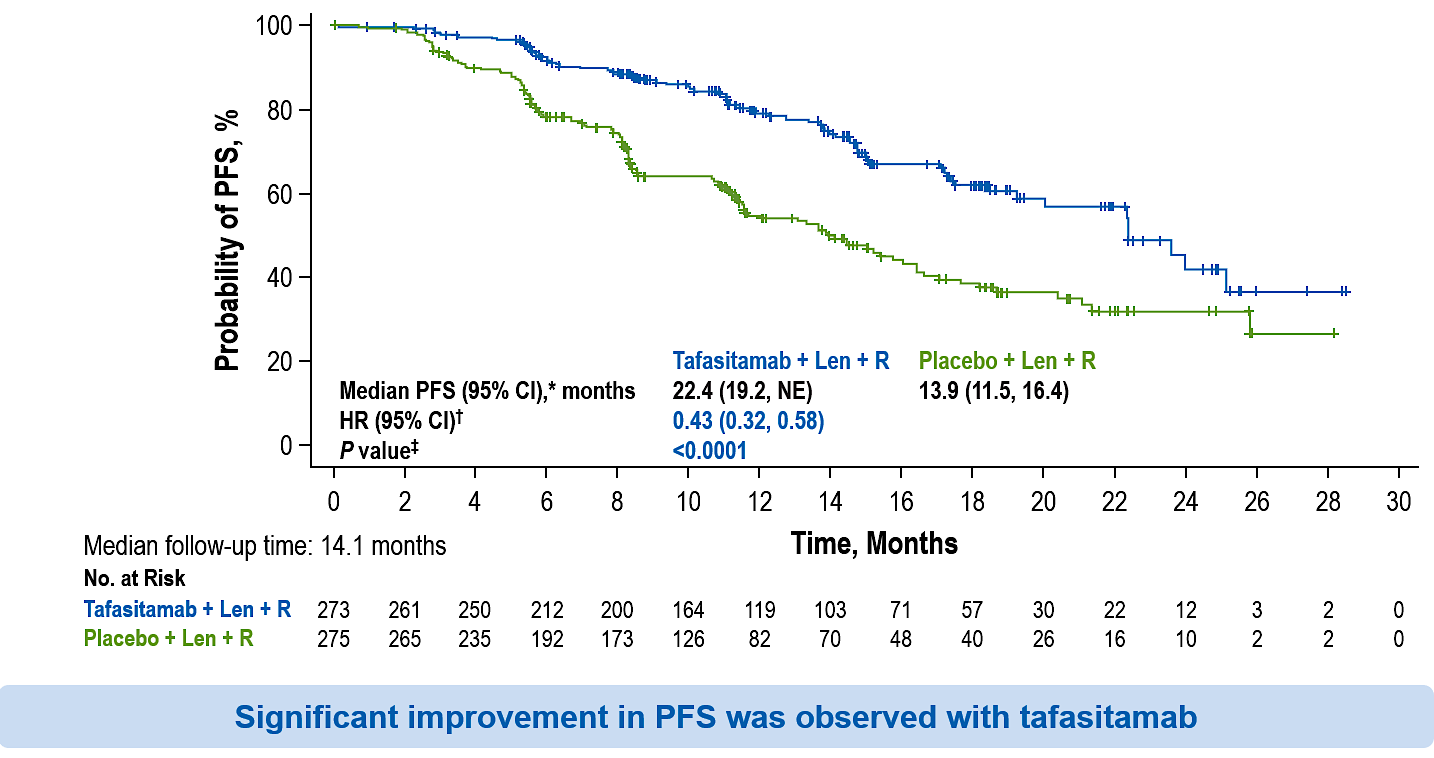 Probability of PFS, %
100
80
60
40
20
0
Tafasitamab + Len + R Placebo + Len + R
Median PFS (95% CI),* months 22.4 (19.2, NE) 13.9 (11.5, 16.4)
HR (95% CI)† 0.43 (0.32, 0.58)
P value‡ <0.0001
0 2 4 6 8 10 12 14 16 18 20 22 24 26 28 30
Time, Months
Median follow-up time: 14.1 months
No. at Risk
Tafasitamab + Len + R 273 261 250 212 200 164 119 103 71 57 30 22 12 3 2 0
Placebo + Len + R 275 265 235 192 173 126 82 70 48 40 26 16 10 2 2 0
Significant improvement in PFS was observed with tafasitamab